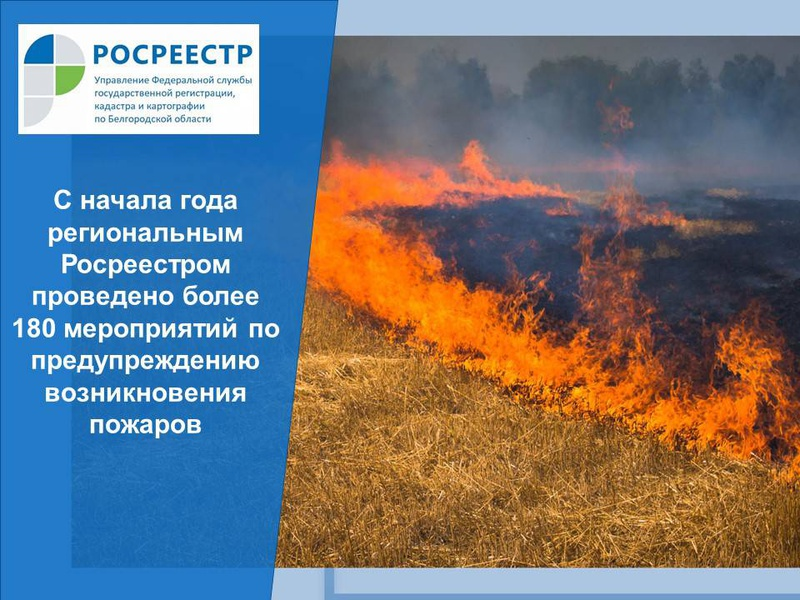 РОСРЕЕСТР
Управление Федеральной службы
государственной регистрации,
кадастра и картографии
по Белгородской области
С начала года
региональным
Росреестром
проведено более
180 мероприятий по
предупреждению
возникновения
пожаров